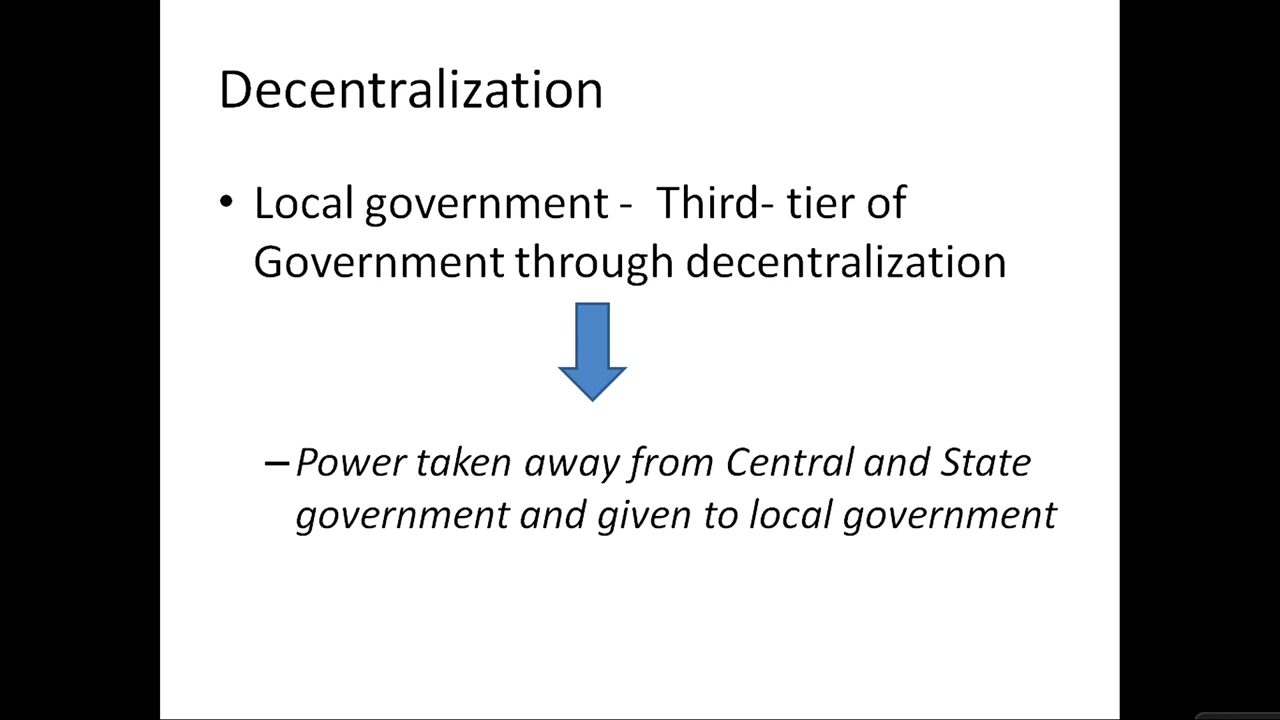 Decentralization
• Local government - Third- tier of
Government through decentralization
– Power taken away from Central and State
government and given to local government